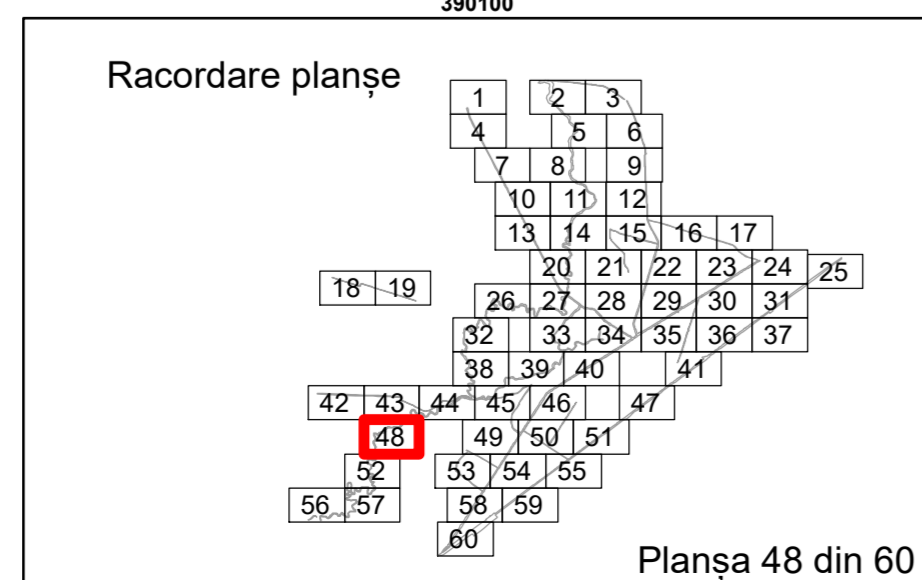 390100
Racordare planșe
1 2 3
4 5 6
7 8 9
10 11 12
13 14 15 16 17
20 21 22 23 24 25
18 19
26 27 28 29 30 31
32 33 34 35 36 37
38 39 40 41
42 43 44 45 46 47
48 49 50 51
52 53 54 55
56 57 58 59
60
Planșa 48 din 60